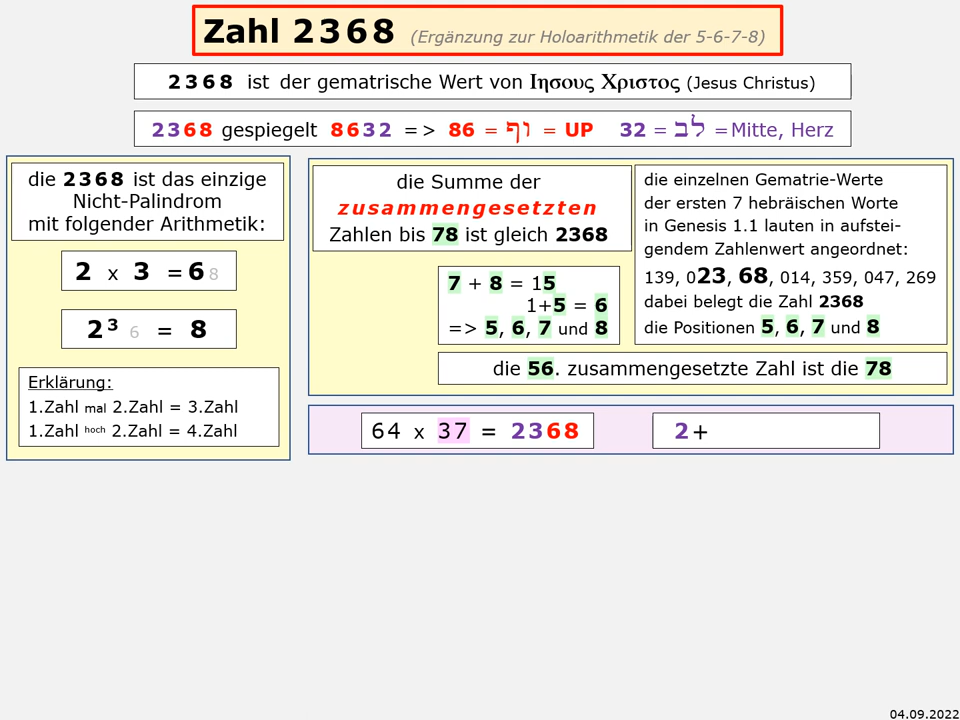 Zahl 2368 (Ergänzung zur Holoarithmetik der 5-6-7-8)
2368 ist der gematrische Wert von Ιησους Χριστος (Jesus Christus)
2368 gespiegelt 8632 => 86 = וף = UP 32 = לב = Mitte, Herz
die 2368 ist das einzige
Nicht-Palindrom
mit folgender Arithmetik:
2 x 3 = 6 8
2³ 6 = 8
Erklärung:
1.Zahl mal 2.Zahl = 3.Zahl
1.Zahl hoch 2.Zahl = 4.Zahl
die Summe der
zusammengesetzten
Zahlen bis 78 ist gleich 2368
7 + 8 = 15
1+5 = 6
=> 5, 6, 7 und 8
die einzelnen Gematrie-Werte
der ersten 7 hebräischen Worte
in Genesis 1.1 lauten in aufstei-
gendem Zahlenwert angeordnet:
139, 023, 68, 014, 359, 047, 269
dabei belegt die Zahl 2368
die Positionen 5, 6, 7 und 8
die 56. zusammengesetzte Zahl ist die 78
64 x 37 = 2368
2+
04.09.2022